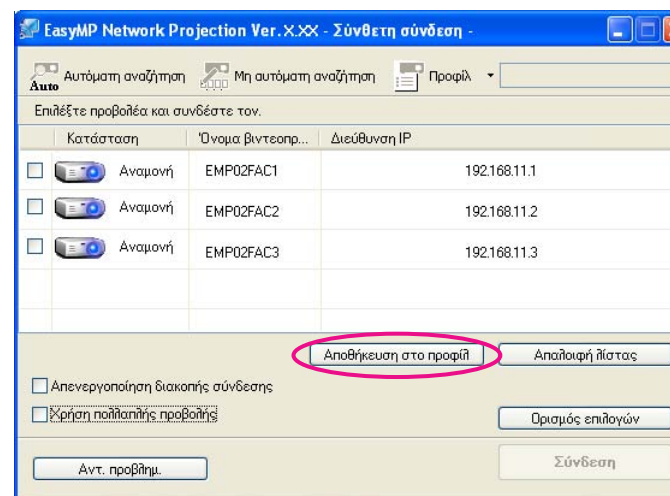 EasyMP Network Projection Ver.X.XX - Σύνθετη σύνδεση -
Auto Αυτόματη αναζήτηση Μη αυτόματη αναζήτηση Προφίλ
Επιλέξτε προβολέα και συνδέστε τον.
Κατάσταση Όνομα βιντεοπρ... Διεύθυνση IP
Αναμονή EMP02FAC1 192.168.11.1
Αναμονή EMP02FAC2 192.168.11.2
Αναμονή EMP02FAC3 192.168.11.3
Αποθήκευση στο προφίλ Απαλοιφή λίστας
Απενεργοποίηση διακοπής σύνδεσης
Χρήση πολλαπλής προβολής Ορισμός επιλογών
Αντ. προβλημ. Σύνδεση